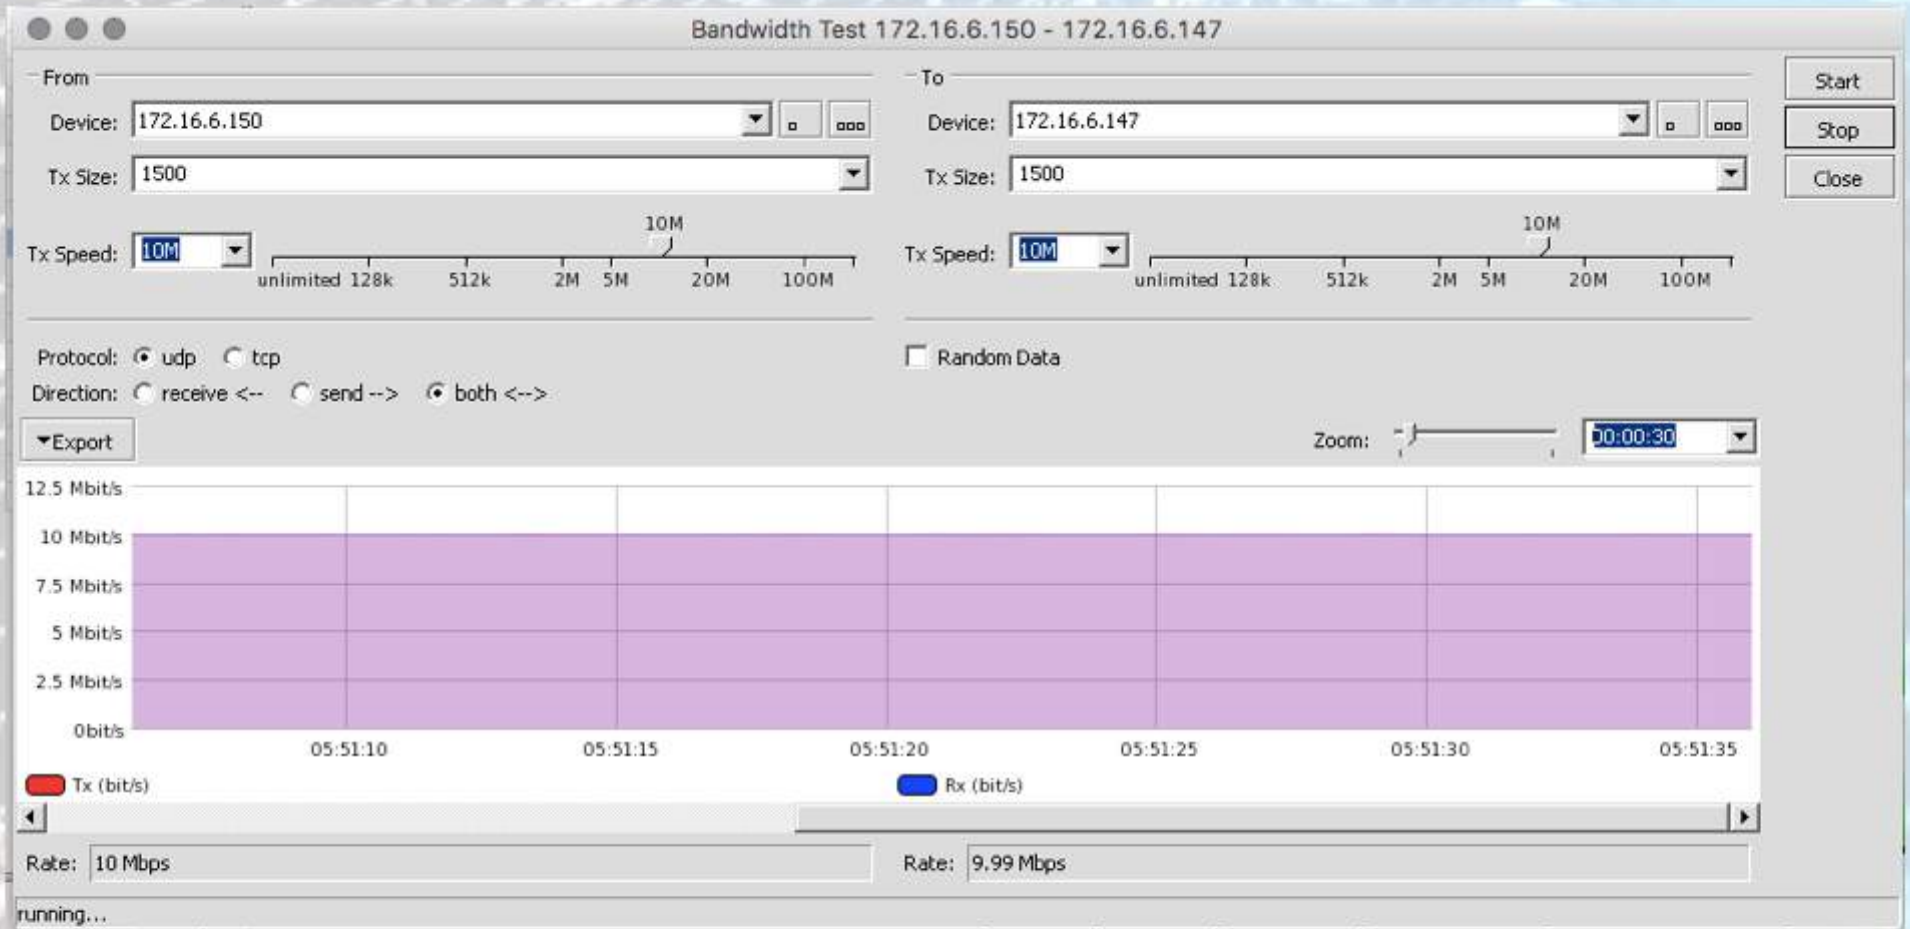 Bandwidth Test 172.16.6.150 - 172.16.6.147
From
To
Start
Device: 172.16.6.150
Device: 172.16.6.147
Stop
Tx Size: 1500
Tx Size: 1500
Close
10M
10M
Tx Speed: 10M
Tx Speed: 10M
unlimited 128k 512k 2M 5M 20M 100M
unlimited 128k 512k 2M 5M 20M 100M
Protocol: udp tcp
Random Data
Direction: receive <-- send --> both <-->
Export
Zoom: 00:00:30
12.5 Mbit/s
10 Mbit/s
7.5 Mbit/s
5 Mbit/s
2.5 Mbit/s
0bit/s
05:51:10 05:51:15 05:51:20 05:51:25 05:51:30 05:51:35
Tx (bit/s)
Rx (bit/s)
Rate: 10 Mbps
Rate: 9.99 Mbps
running...